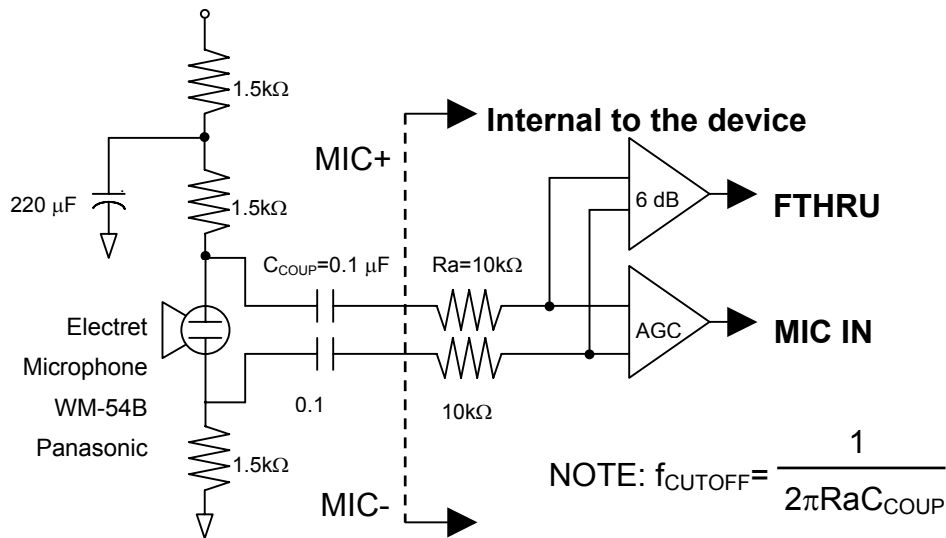 1.5kΩ
Internal to the device
MIC+
220 µF
1.5kΩ
6 dB
FTHRU
C_COUP=0.1 µF
Ra=10kΩ
Electret
Microphone
WM-54B
Panasonic
AGC
MIC IN
0.1
10kΩ
1.5kΩ
MIC-
NOTE: f_CUTOFF= 1
2πRaC_COUP